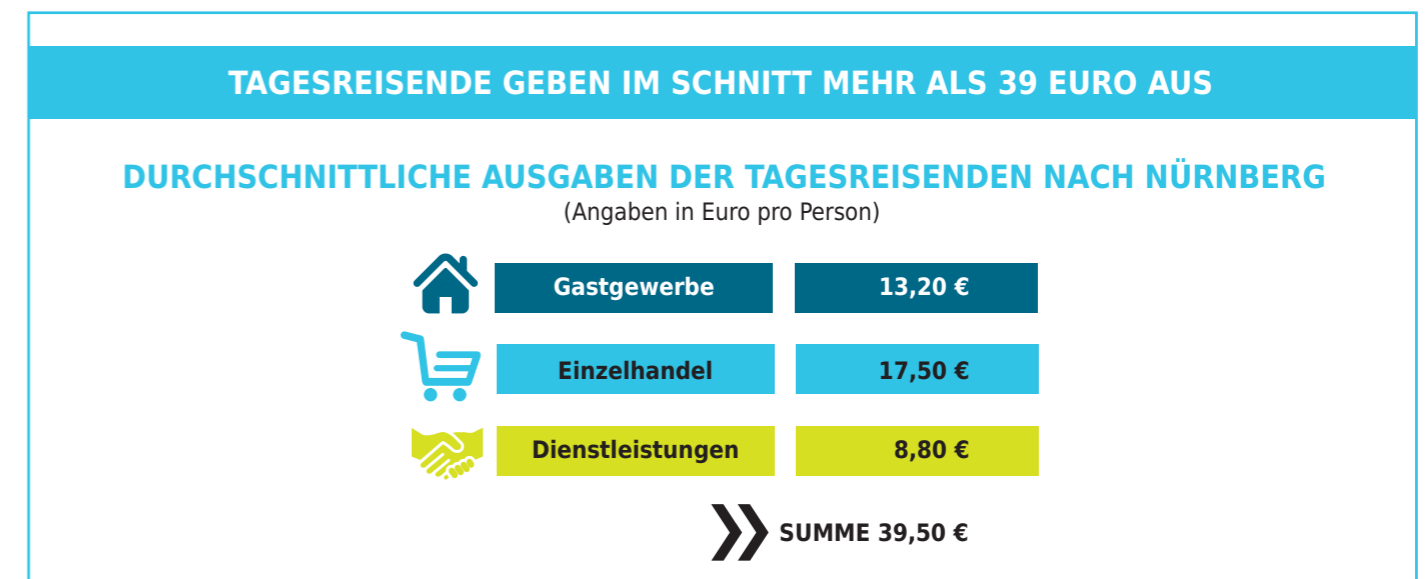 TAGESREISENDE GEBEN IM SCHNITT MEHR ALS 39 EURO AUS
DURCHSCHNITTLICHE AUSGABEN DER TAGESREISENDEN NACH NÜRNBERG
(Angaben in Euro pro Person)
Gastgewerbe 13,20 €
Einzelhandel 17,50 €
Dienstleistungen 8,80 €
SUMME 39,50 €